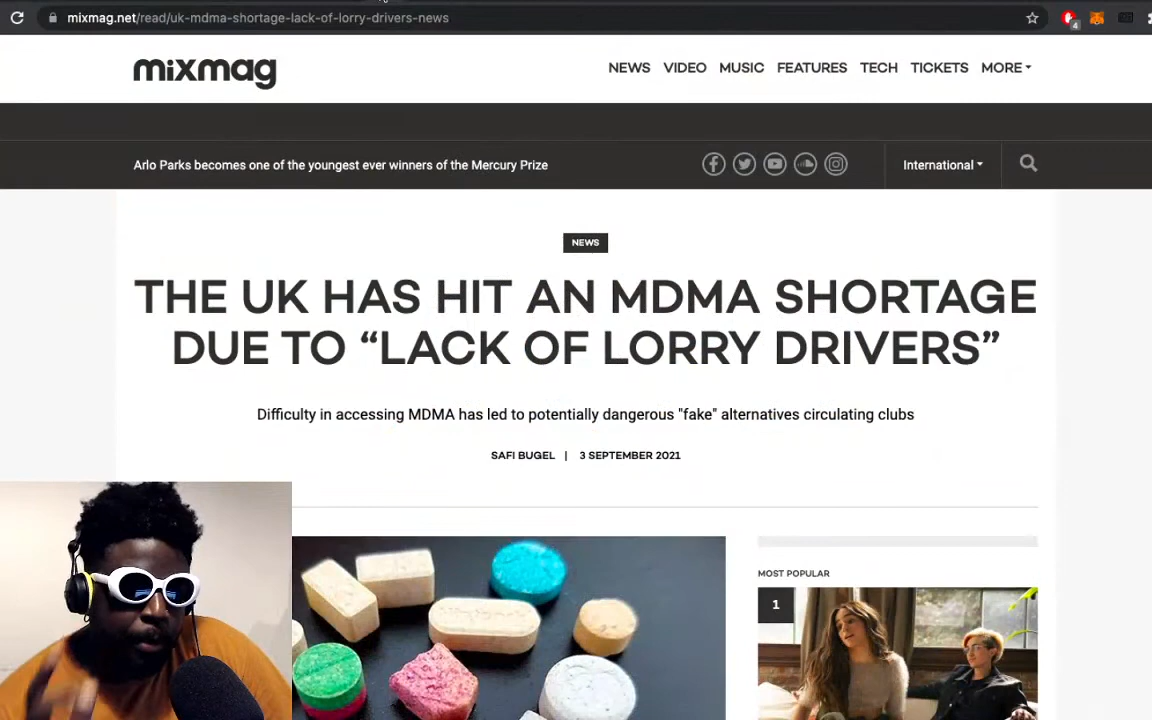 mixmag.net/read/uk-mdma-shortage-lack-of-lorry-drivers-news
4
mixmag
NEWS VIDEO MUSIC FEATURES TECH TICKETS MORE
Arlo Parks becomes one of the youngest ever winners of the Mercury Prize
International
NEWS
THE UK HAS HIT AN MDMA SHORTAGE
DUE TO “LACK OF LORRY DRIVERS”
Difficulty in accessing MDMA has led to potentially dangerous "fake" alternatives circulating clubs
SAFI BUGEL | 3 SEPTEMBER 2021
MOST POPULAR
1